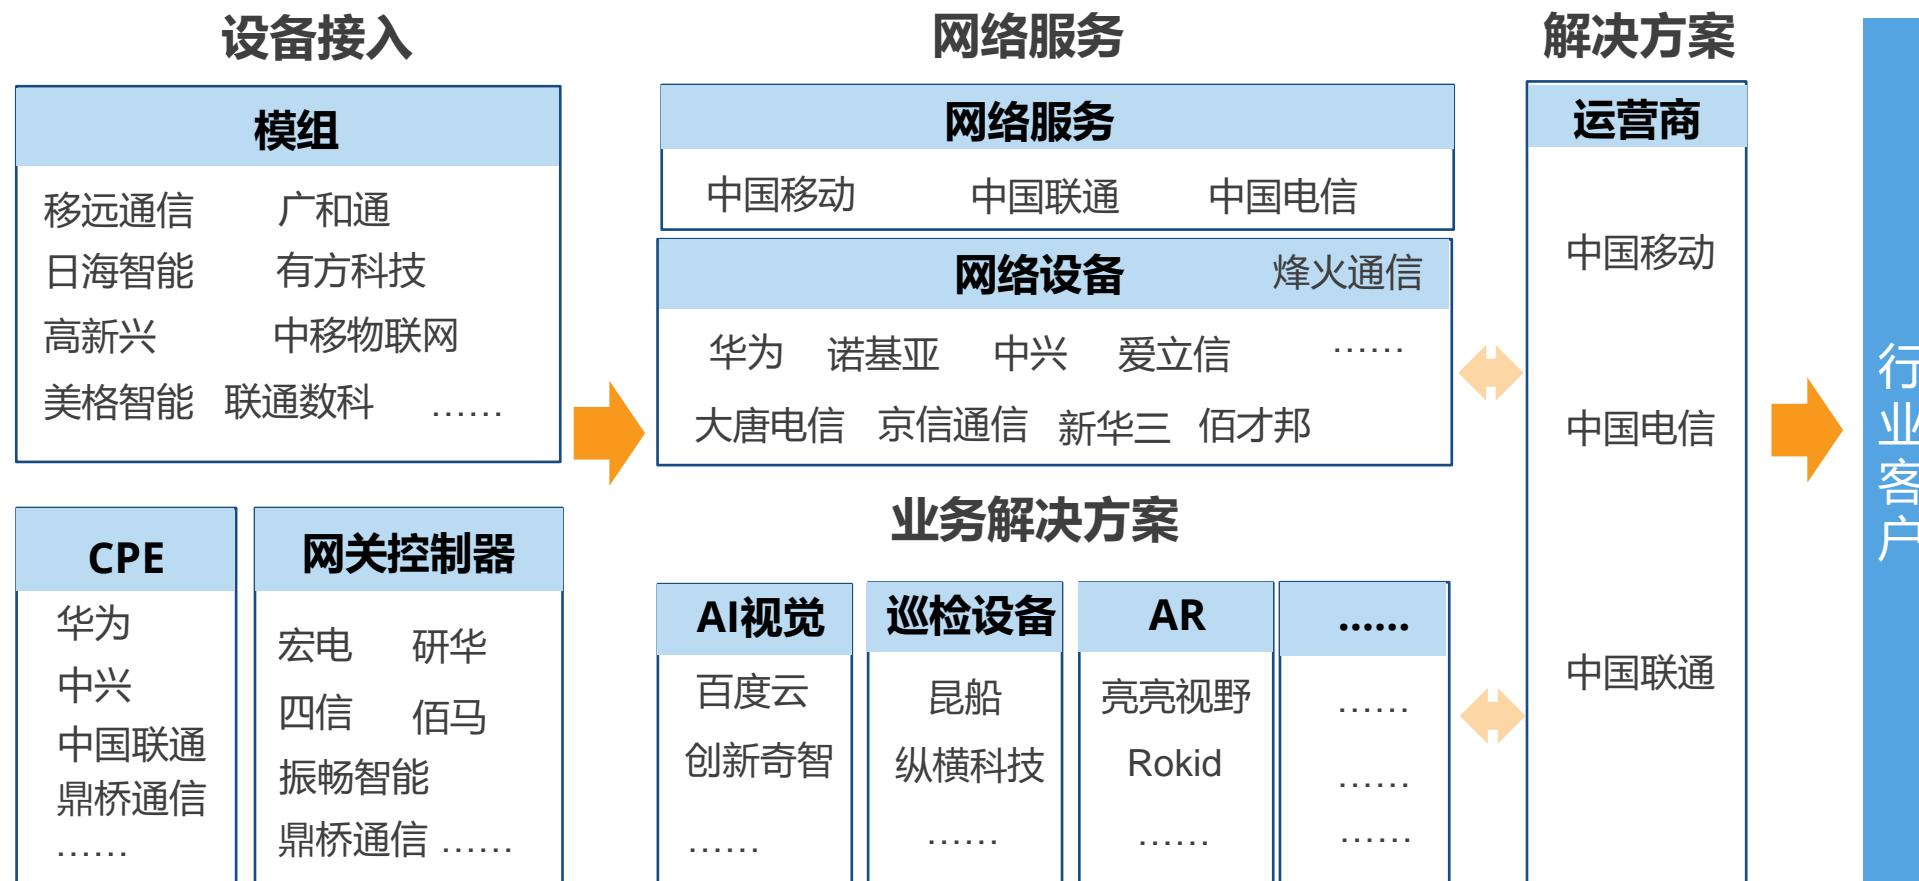 设备接入
模组
移远通信 广和通
日海智能 有方科技
高新兴 中移物联网
美格智能 联通数科 ……
CPE
华为
中兴
中国联通
鼎桥通信
……
网关控制器
宏电 研华
四信 佰马
振畅智能
鼎桥通信 ……
网络服务
网络服务
中国移动 中国联通 中国电信
网络设备 烽火通信
华为 诺基亚 中兴 爱立信 ……
大唐电信 京信通信 新华三 佰才邦
业务解决方案
AI视觉
百度云
创新奇智
……
巡检设备
昆船
纵横科技
……
AR
亮亮视野
Rokid
……
……
……
……
……
解决方案
运营商
中国移动
中国电信
中国联通
行业客户